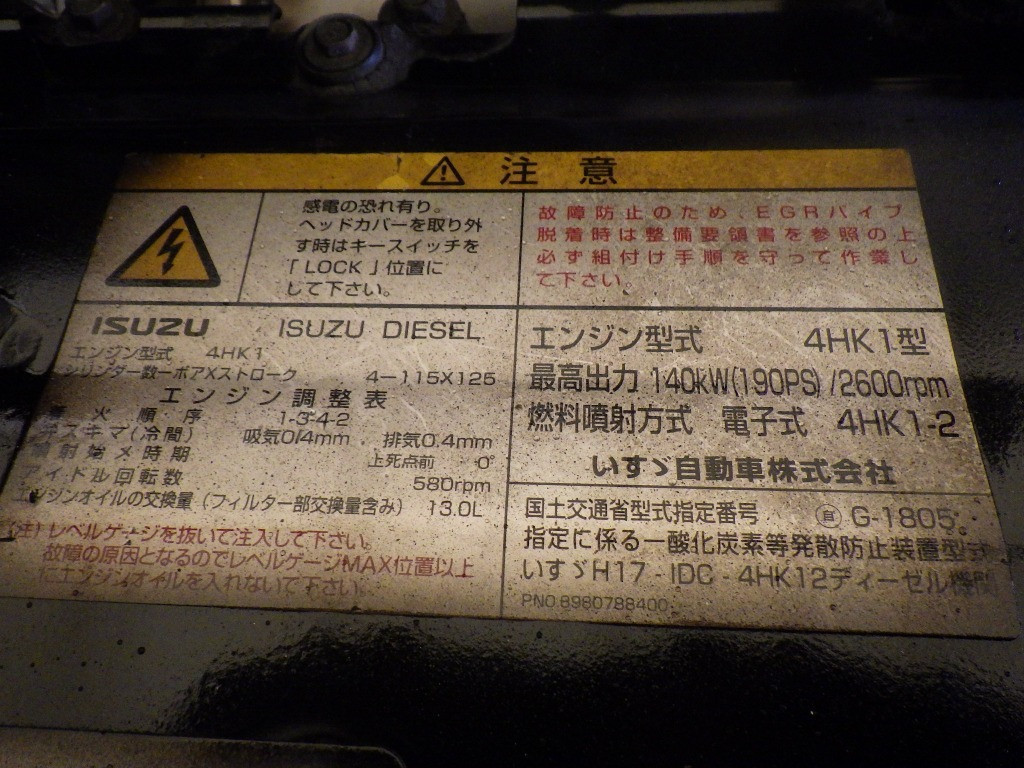 注意
感電の恐れ有り。
ヘッドカバーを取り外
す時はキースイッチを
「LOCK」位置に
して下さい。
故障防止のため、EGRパイプ
脱着時は整備要領書を参照の上
必ず組付け手順を守って作業し
て下さい。
ISUZU ISUZU DIESEL
エンジン型式 4HK1
シリンダー数-ボアXストローク 4-115X125
エンジン調整表
着火順序 1-3-4-2
弁スキマ(冷間) 吸気0.4mm 排気0.4mm
噴射始メ時期 上死点前 0°
アイドル回転数 580rpm
エンジンオイルの交換量(フィルター部交換量含み) 13.0L
(注)レベルゲージを抜いて注入して下さい。
故障の原因となるのでレベルゲージMAX位置以上
にエンジンオイルを入れないで下さい。
エンジン型式 4HK1型
最高出力 140kW(190PS)/2600rpm
燃料噴射方式 電子式 4HK1-2
いすゞ自動車株式会社
国土交通省型式指定番号 自 G-1805
指定に係る一酸化炭素等発散防止装置型式
いすゞH17-IDC-4HK12ディーゼル機関
PNO.8980788400